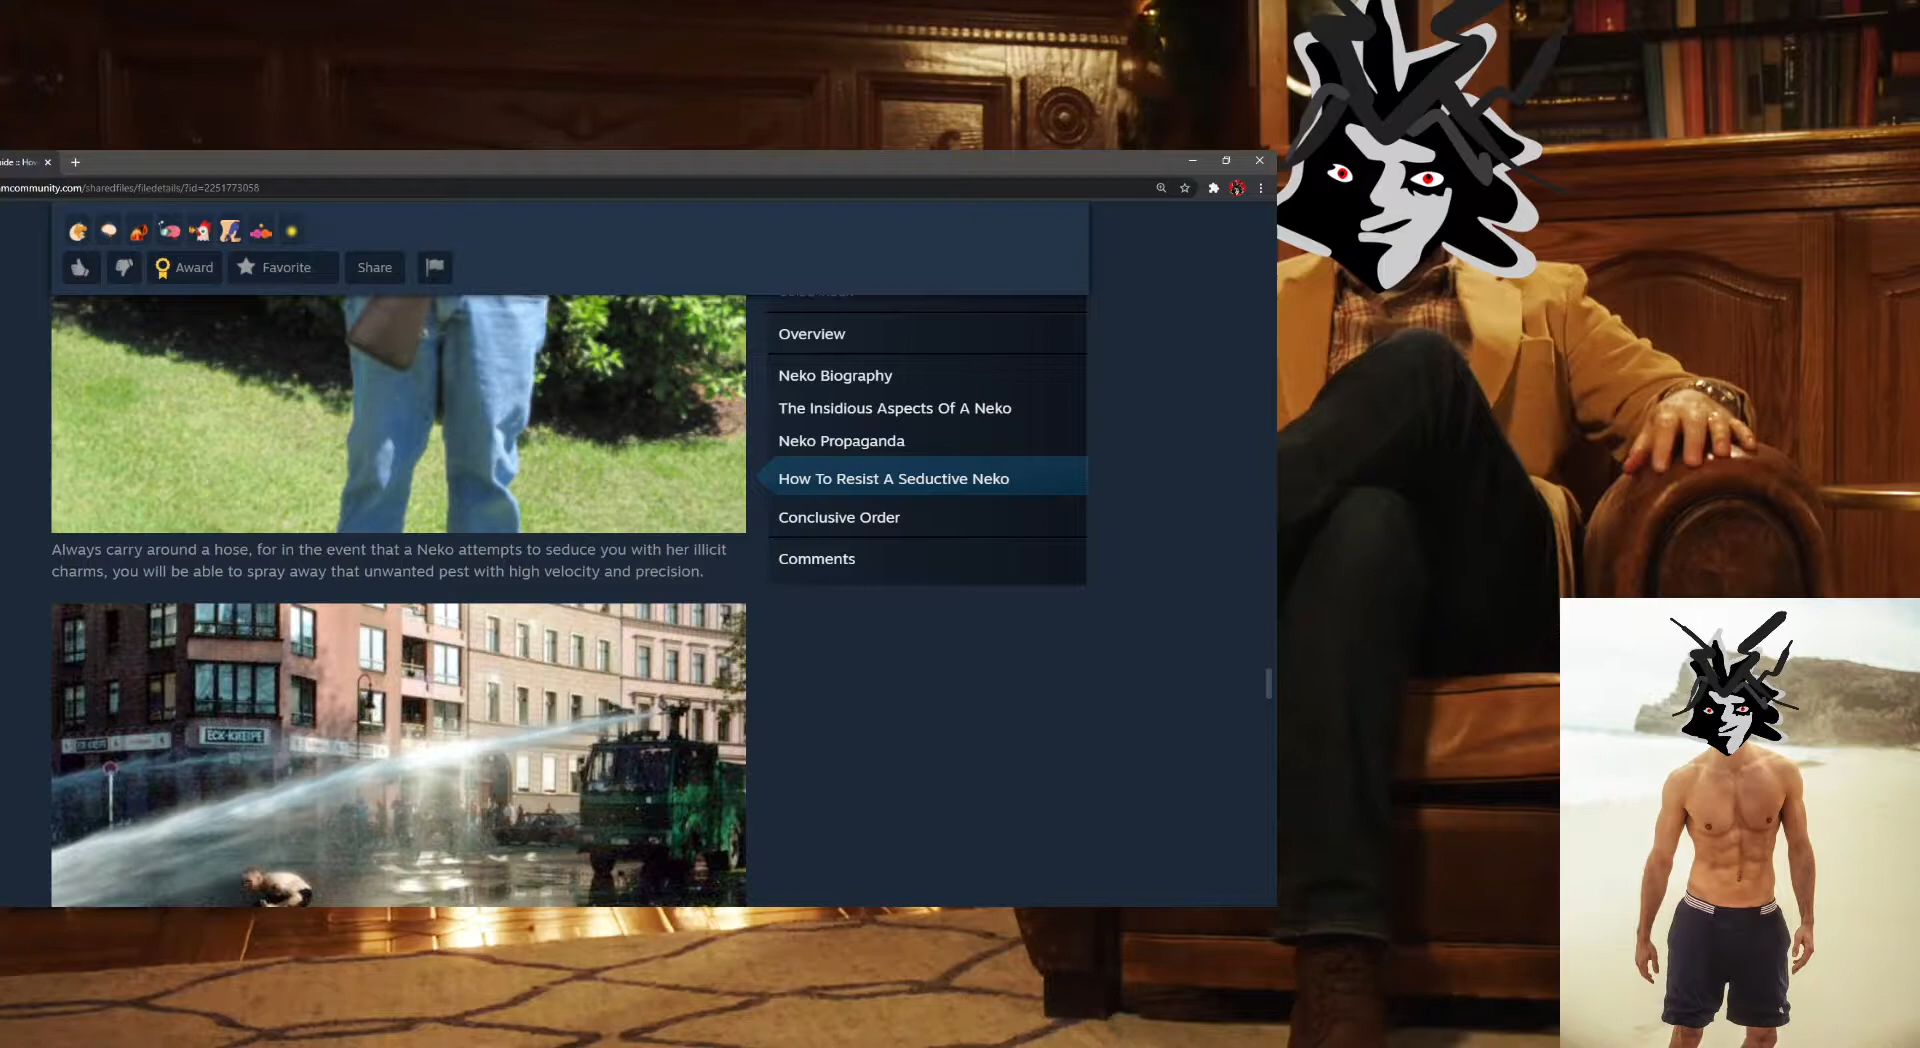 ide :: How
mcommunity.com/sharedfiles/filedetails/?id=2251773058
Award
Favorite
Share
Overview
Neko Biography
The Insidious Aspects Of A Neko
Neko Propaganda
How To Resist A Seductive Neko
Conclusive Order
Comments
Always carry around a hose, for in the event that a Neko attempts to seduce you with her illicit
charms, you will be able to spray away that unwanted pest with high velocity and precision.
ECK-KNEIPE